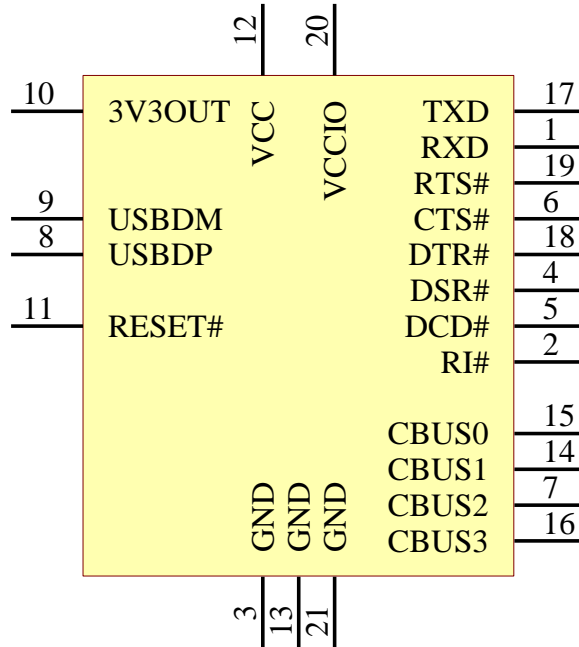 12 20
VCC VCCIO
10 3V3OUT TXD 17
RXD 1
RTS# 19
9 USBDM CTS# 6
8 USBDP DTR# 18
DSR# 4
11 RESET# DCD# 5
RI# 2
CBUS0 15
CBUS1 14
CBUS2 7
CBUS3 16
GND GND GND
3 13 21